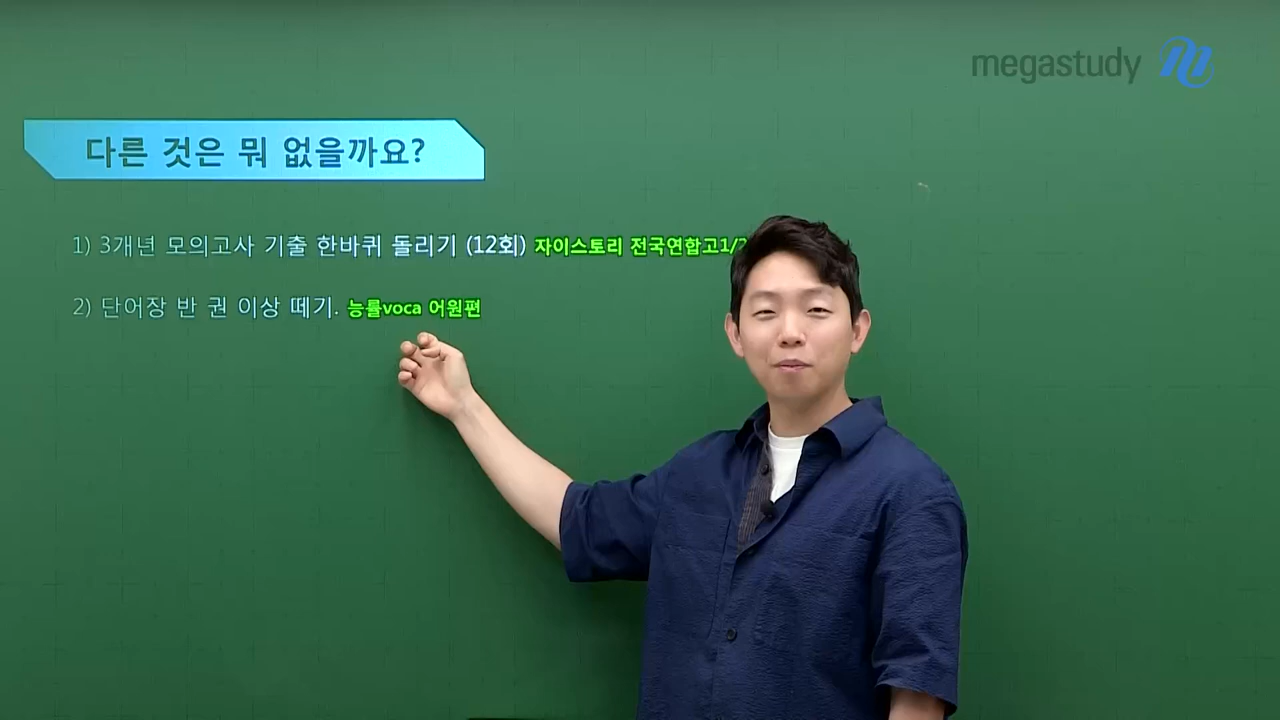 megastudy
다른 것은 뭐 없을까요?
1) 3개년 모의고사 기출 한바퀴 돌리기 (12회) 자이스토리 전국연합고1/
2) 단어장 반 권 이상 떼기. 능률voca 어원편